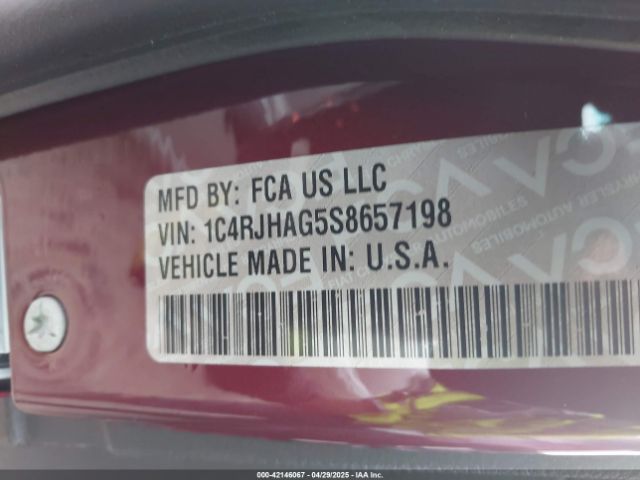 MFD BY: FCA US LLC
VIN: 1C4RJHAG5S8657198
VEHICLE MADE IN: U.S.A.
000-42146067 - 04/29/2025 - IAA Inc.